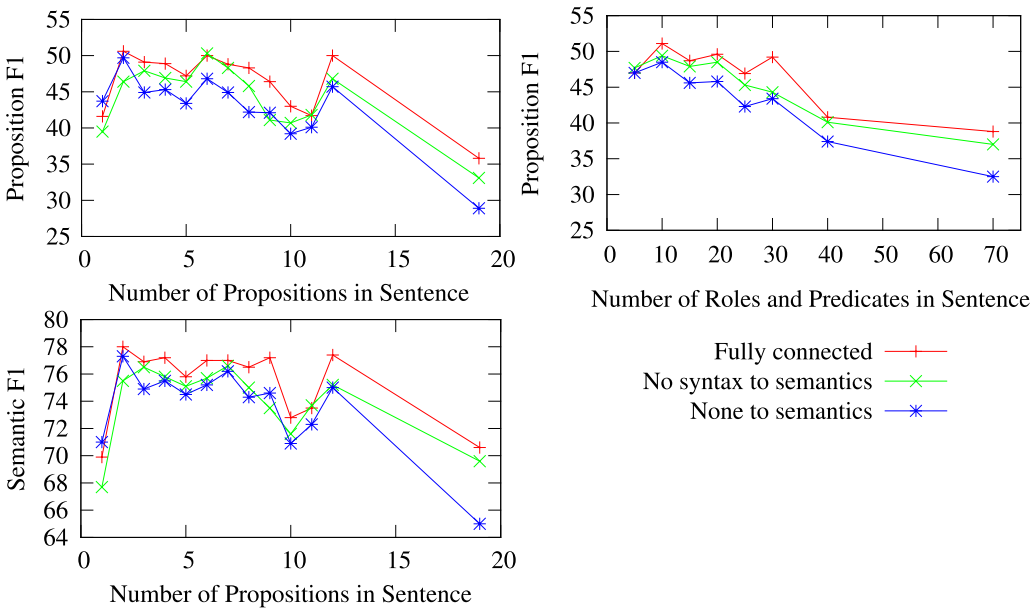 55
50
45
40
35
30
25
Proposition F1
0 5 10 15 20
Number of Propositions in Sentence
55
50
45
40
35
30
25
Proposition F1
0 10 20 30 40 50 60 70
Number of Roles and Predicates in Sentence
80
78
76
74
72
70
68
66
64
Semantic F1
0 5 10 15 20
Number of Propositions in Sentence
Fully connected
No syntax to semantics
None to semantics